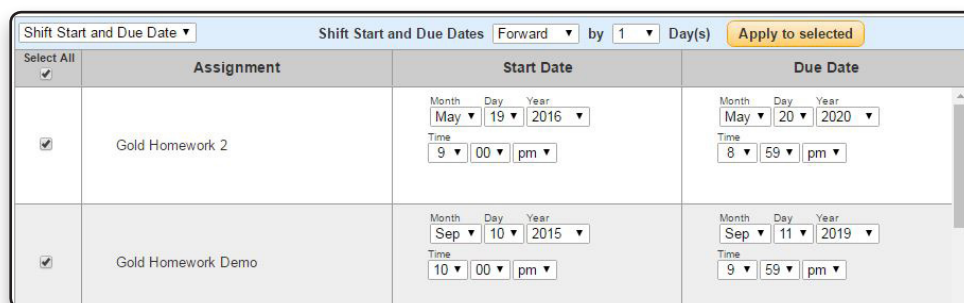 Shift Start and Due Date ▼ Shift Start and Due Dates Forward ▼ by 1 ▼ Day(s) Apply to selected
Select All Assignment Start Date Due Date
Month Day Year Month Day Year
May ▼ 19 ▼ 2016 ▼ May ▼ 20 ▼ 2020 ▼
Gold Homework 2
Time Time
9 ▼ 00 ▼ pm ▼ 8 ▼ 59 ▼ pm ▼
Month Day Year Month Day Year
Sep ▼ 10 ▼ 2015 ▼ Sep ▼ 11 ▼ 2019 ▼
Gold Homework Demo
Time Time
10 ▼ 00 ▼ pm ▼ 9 ▼ 59 ▼ pm ▼